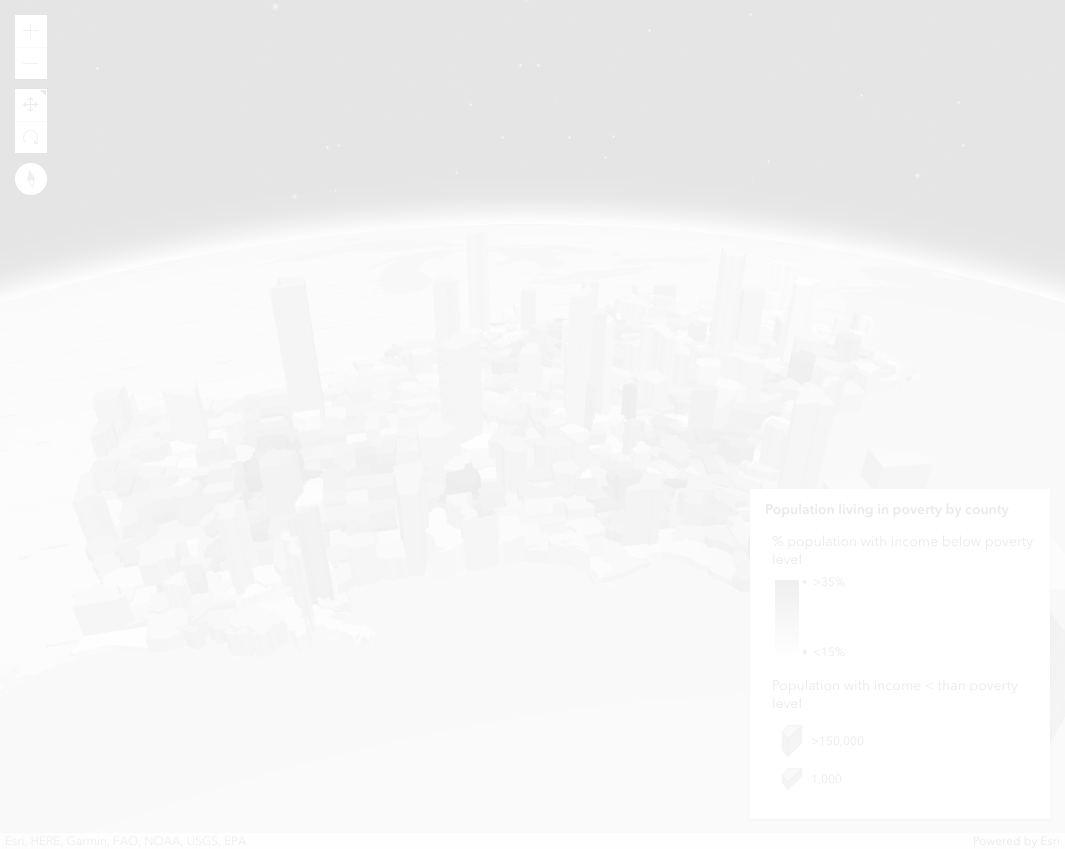 Population living in poverty by county
% population with income below poverty
level
>35%
<15%
Population with income < than poverty
level
>150,000
1,000
Esri, HERE, Garmin, FAO, NOAA, USGS, EPA
Powered by Esri